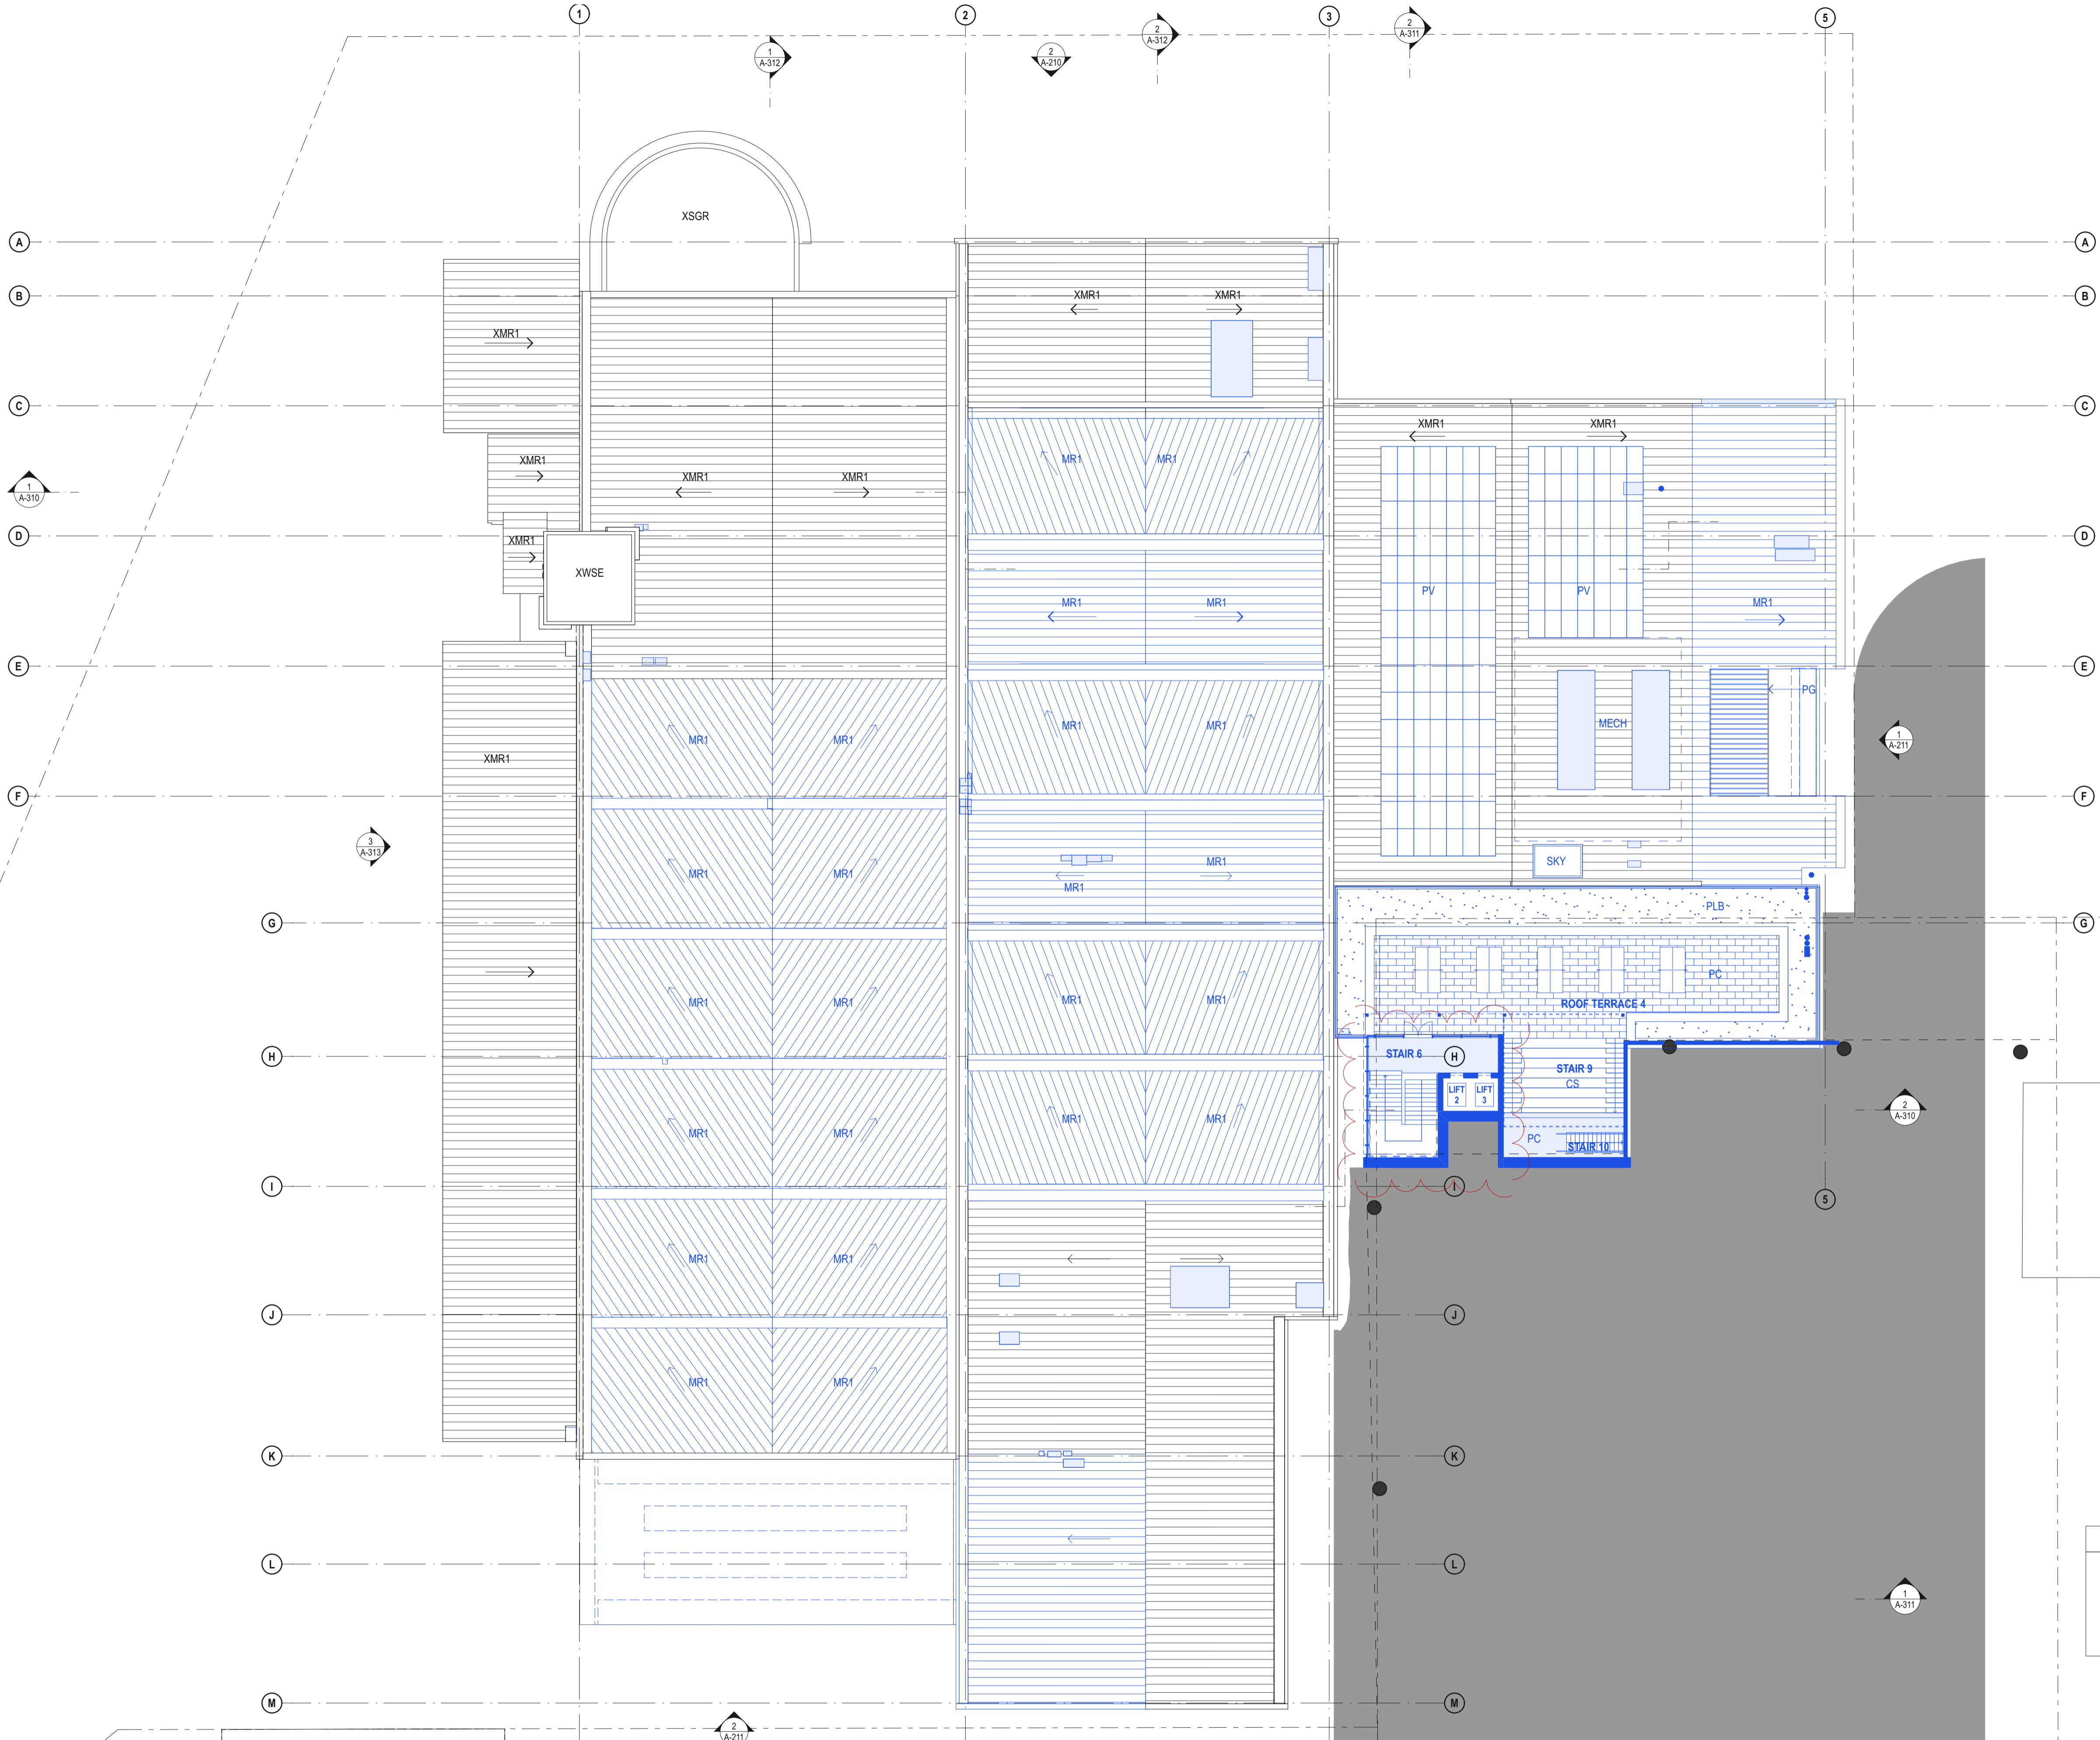 1
2
3
5
2
A-311
2
A-312
1
A-312
2
A-210
XSGR
A
A
B
XMR1
XMR1
B
XMR1
C
C
XMR1
XMR1
XMR1
MR1
MR1
XMR1
XMR1
1
A-310
D
XMR1
D
XWSE
PV
PV
MR1
MR1
MR1
E
E
PG
MR1
MR1
MECH
MR1
MR1
1
A-211
XMR1
F
F
3
A-313
SKY
MR1
MR1
MR1
MR1
MR1
PLB
G
G
PC
MR1
MR1
MR1
MR1
ROOF TERRACE 4
H
STAIR 6
H
STAIR 9
CS
LIFT
2
LIFT
3
2
A-310
MR1
MR1
MR1
MR1
PC
STAIR 10
I
I
5
MR1
MR1
J
J
MR1
MR1
K
K
L
L
1
A-311
M
M
2
A-211